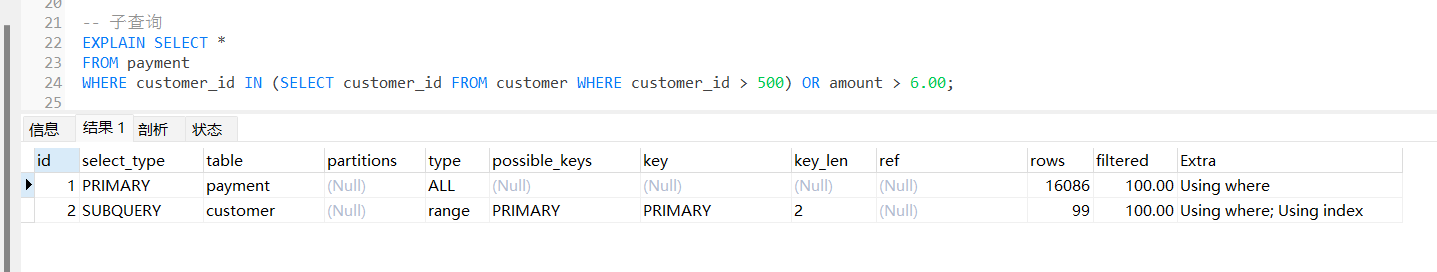 20
21 -- 子查询
22 EXPLAIN SELECT *
23 FROM payment
24 WHERE customer_id IN (SELECT customer_id FROM customer WHERE customer_id > 500) OR amount > 6.00;
25
信息 结果 1 剖析 状态
id select_type table partitions type possible_keys key key_len ref rows filtered Extra
1 PRIMARY payment (Null) ALL (Null) (Null) (Null) (Null) 16086 100.00 Using where
2 SUBQUERY customer (Null) range PRIMARY PRIMARY 2 (Null) 99 100.00 Using where; Using index